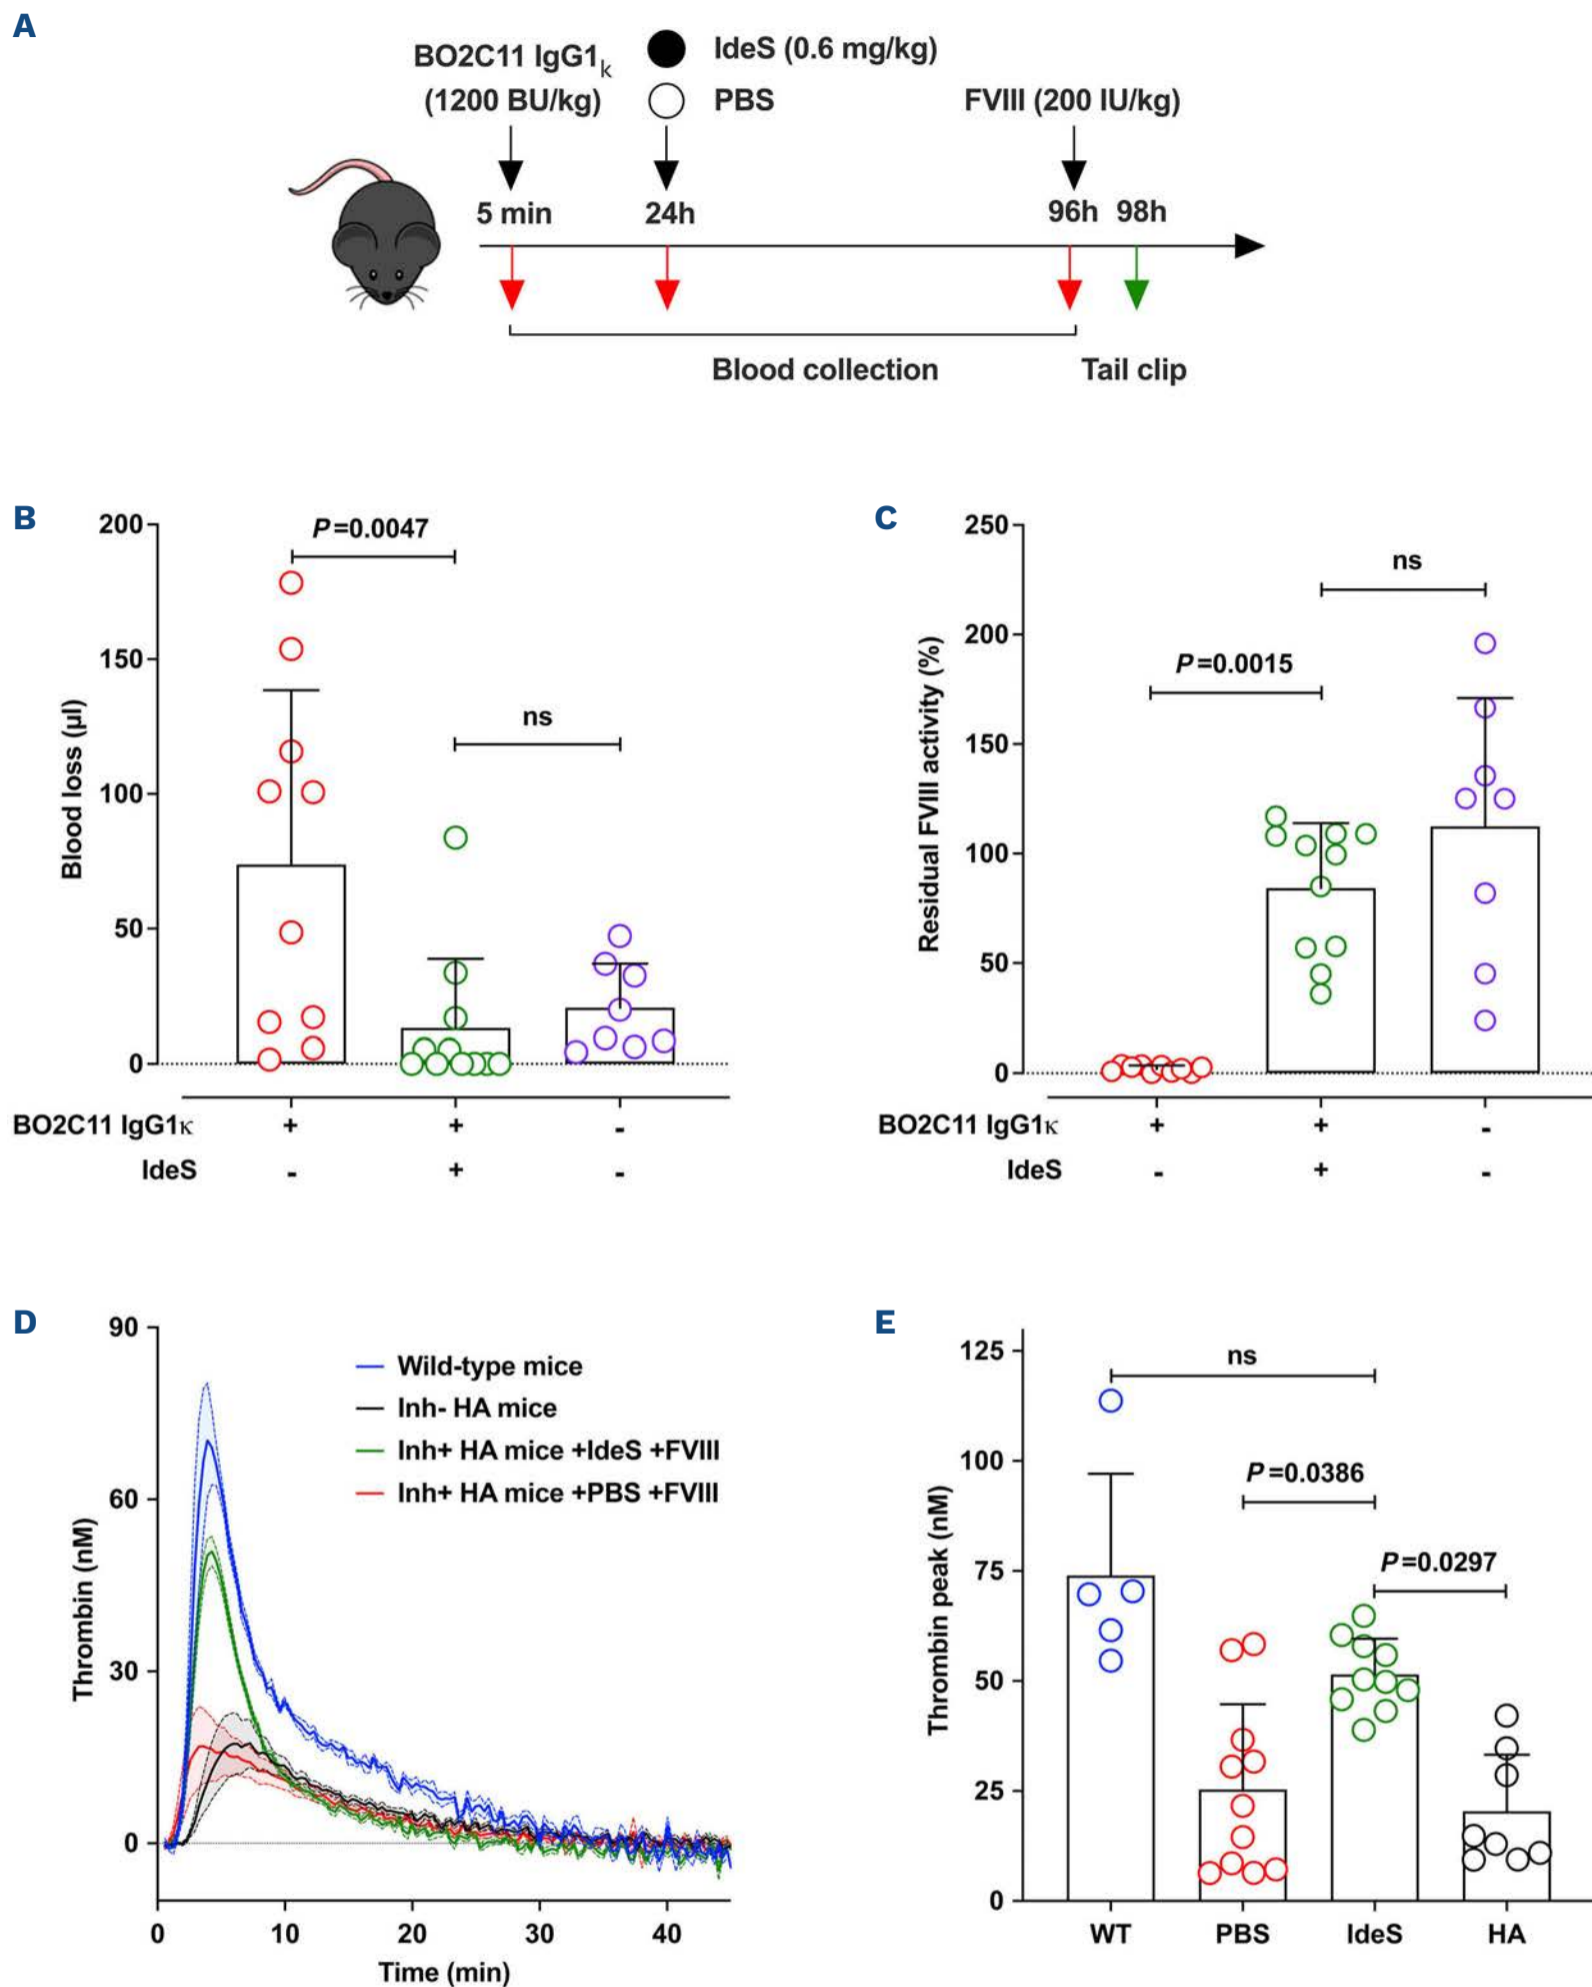 A
BO2C11 IgG1k
(1200 BU/kg)
IdeS (0.6 mg/kg)
PBS
FVIII (200 IU/kg)
5 min
24h
96h
98h
Blood collection
Tail clip
B
Blood loss (µl)
200
150
100
50
0
P=0.0047
ns
BO2C11 IgG1κ
+
+
-
IdeS
-
+
-
C
Residual FVIII activity (%)
250
200
150
100
50
0
P=0.0015
ns
BO2C11 IgG1κ
+
+
-
IdeS
-
+
-
D
Thrombin (nM)
90
60
30
0
Wild-type mice
Inh- HA mice
Inh+ HA mice +IdeS +FVIII
Inh+ HA mice +PBS +FVIII
0
10
20
30
40
Time (min)
E
Thrombin peak (nM)
125
100
75
50
25
0
ns
P=0.0386
P=0.0297
WT
PBS
IdeS
HA